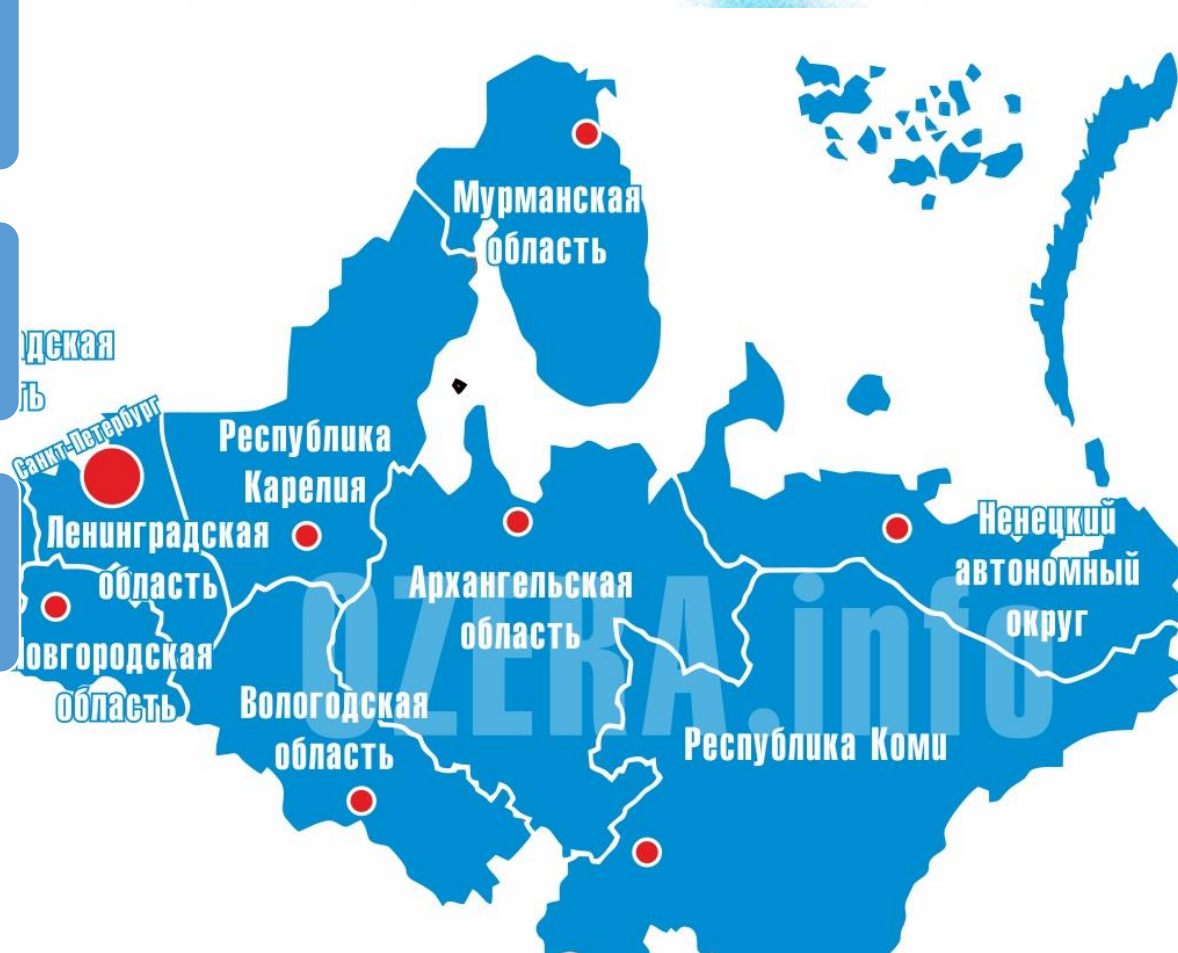 Мурманская
область
Санкт-Петербург
Республика
Карелия
Ленинградская
область
Архангельская
область
Ненецкий
автономный
округ
область
Вологодская
область
Республика Коми
OZERA.info